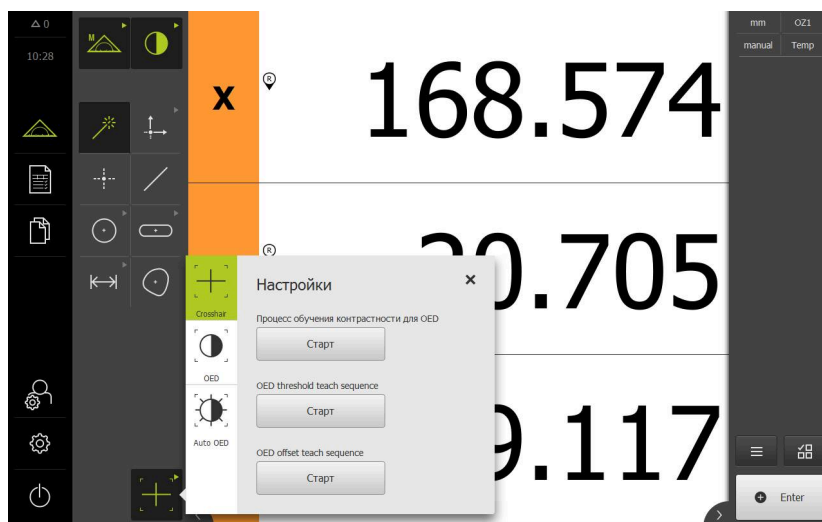 △ 0
10:28
M
X
R
168.574
mm
OZ1
manual
Temp
R
0.705
Crosshair
OED
Auto OED
Настройки
×
Процесс обучения контрастности для OED
Старт
OED threshold teach sequence
Старт
OED offset teach sequence
Старт
9.117
Enter